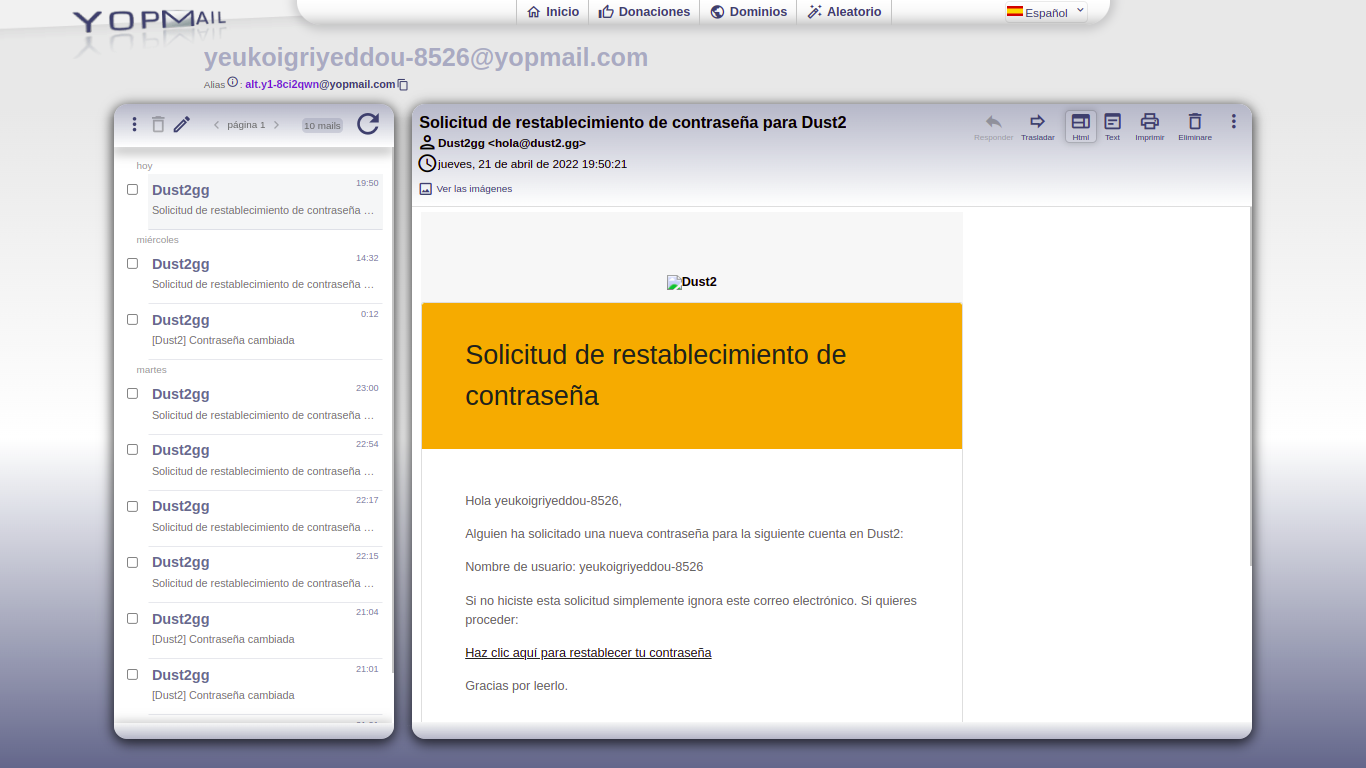 YOPMAIL
Inicio
Donaciones
Dominios
Aleatorio
Español
yeukoigriyeddou-8526@yopmail.com
Alias : alt.y1-8ci2qwn@yopmail.com
página 1
10 mails
hoy
Dust2gg 19:50
Solicitud de restablecimiento de contraseña …
miércoles
Dust2gg 14:32
Solicitud de restablecimiento de contraseña …
Dust2gg 0:12
[Dust2] Contraseña cambiada
martes
Dust2gg 23:00
Solicitud de restablecimiento de contraseña …
Dust2gg 22:54
Solicitud de restablecimiento de contraseña …
Dust2gg 22:17
Solicitud de restablecimiento de contraseña …
Dust2gg 22:15
Solicitud de restablecimiento de contraseña …
Dust2gg 21:04
[Dust2] Contraseña cambiada
Dust2gg 21:01
[Dust2] Contraseña cambiada
Solicitud de restablecimiento de contraseña para Dust2
Dust2gg <hola@dust2.gg>
jueves, 21 de abril de 2022 19:50:21
Ver las imágenes
Responder
Trasladar
Html
Text
Imprimir
Eliminare
Dust2
Solicitud de restablecimiento de
contraseña
Hola yeukoigriyeddou-8526,
Alguien ha solicitado una nueva contraseña para la siguiente cuenta en Dust2:
Nombre de usuario: yeukoigriyeddou-8526
Si no hiciste esta solicitud simplemente ignora este correo electrónico. Si quieres
proceder:
Haz clic aquí para restablecer tu contraseña
Gracias por leerlo.